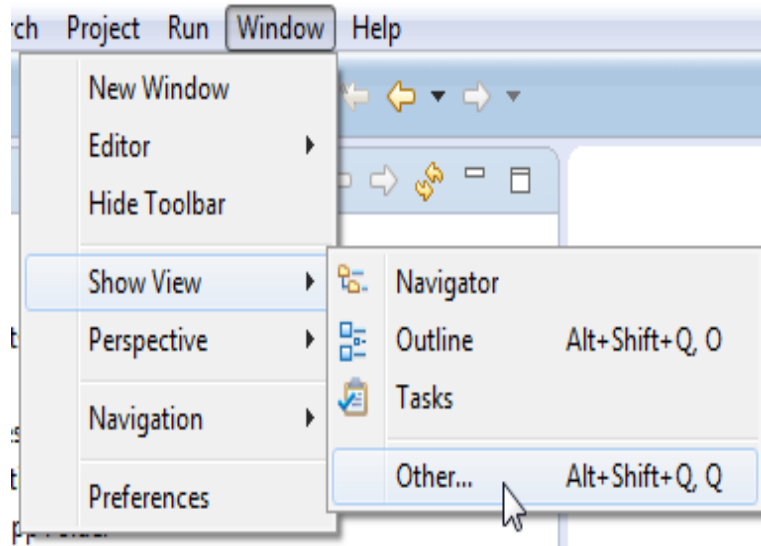 rch Project Run Window Help
New Window
Editor
Hide Toolbar
Show View
Navigator
Perspective
Outline Alt+Shift+Q, O
Tasks
Navigation
Other... Alt+Shift+Q, Q
Preferences